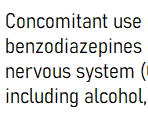 Concomitant use
benzodiazepines
nervous system (
including alcohol,